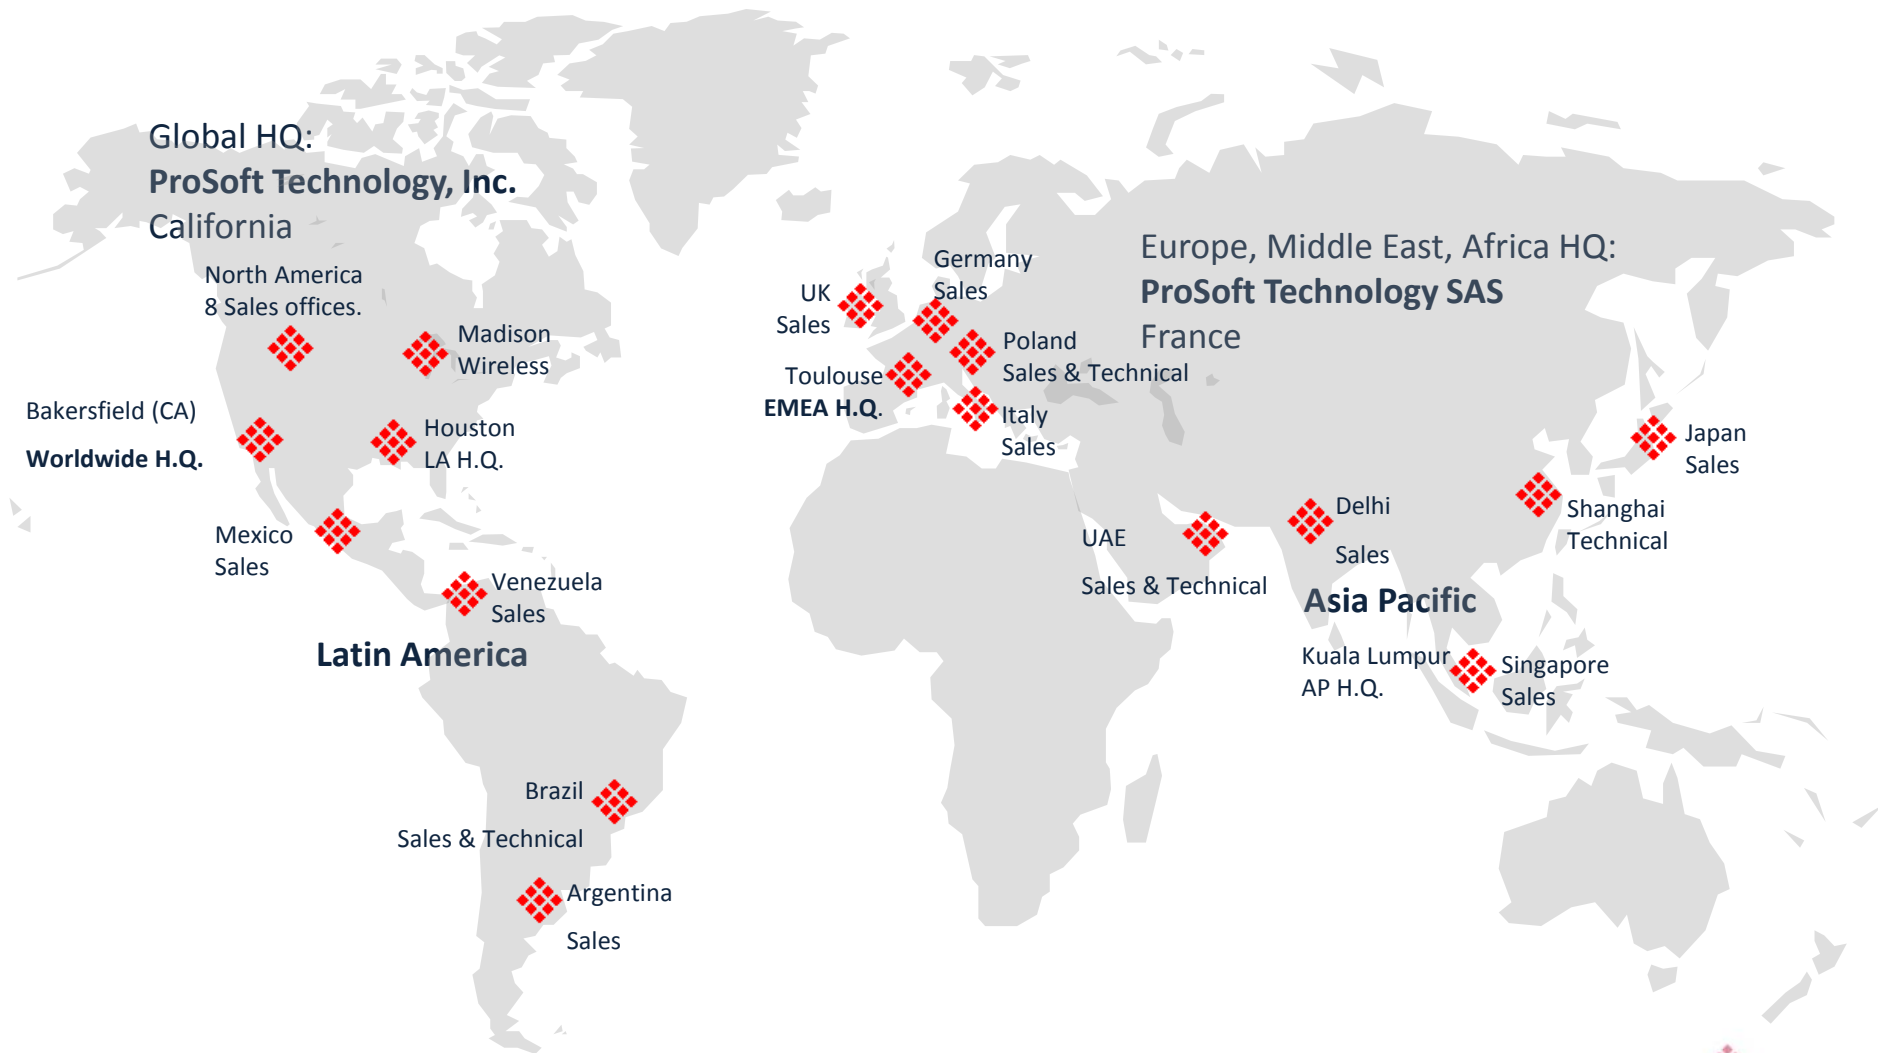 Global HQ:
ProSoft Technology, Inc.
California
North America
8 Sales offices.
Madison
Wireless
Bakersfield (CA)
Worldwide H.Q.
Houston
LA H.Q.
Mexico
Sales
Venezuela
Sales
Latin America
Brazil
Sales & Technical
Argentina
Sales
Europe, Middle East, Africa HQ:
ProSoft Technology SAS
France
UK
Sales
Germany
Sales
Poland
Sales & Technical
Toulouse
EMEA H.Q.
Italy
Sales
UAE
Sales & Technical
Delhi
Sales
Asia Pacific
Kuala Lumpur
AP H.Q.
Singapore
Sales
Shanghai
Technical
Japan
Sales